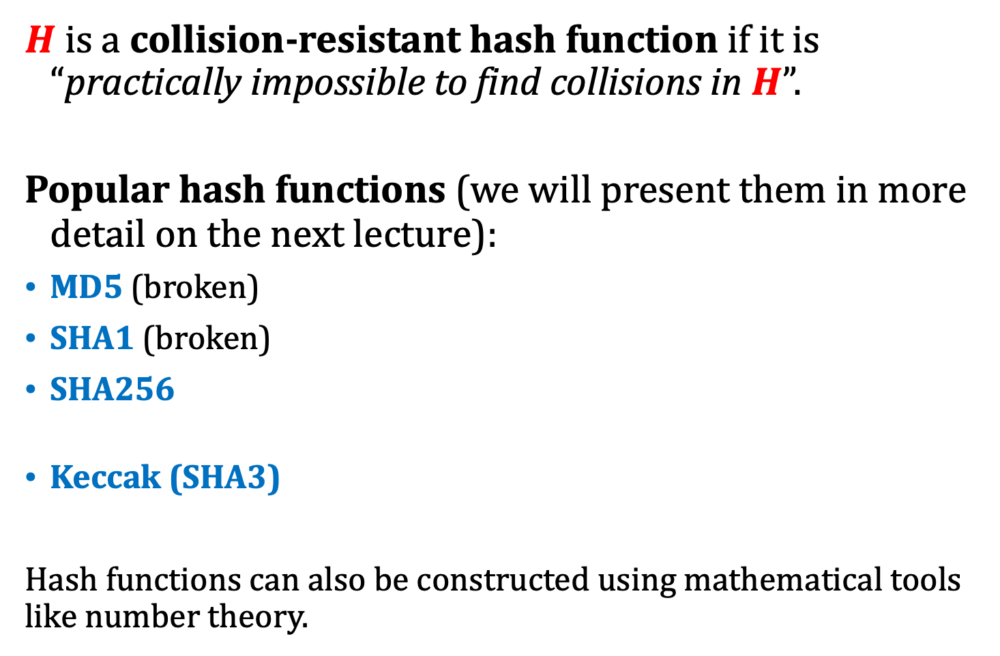 H is a collision-resistant hash function if it is
“practically impossible to find collisions in H”.
Popular hash functions (we will present them in more
detail on the next lecture):
• MD5 (broken)
• SHA1 (broken)
• SHA256
• Keccak (SHA3)
Hash functions can also be constructed using mathematical tools
like number theory.